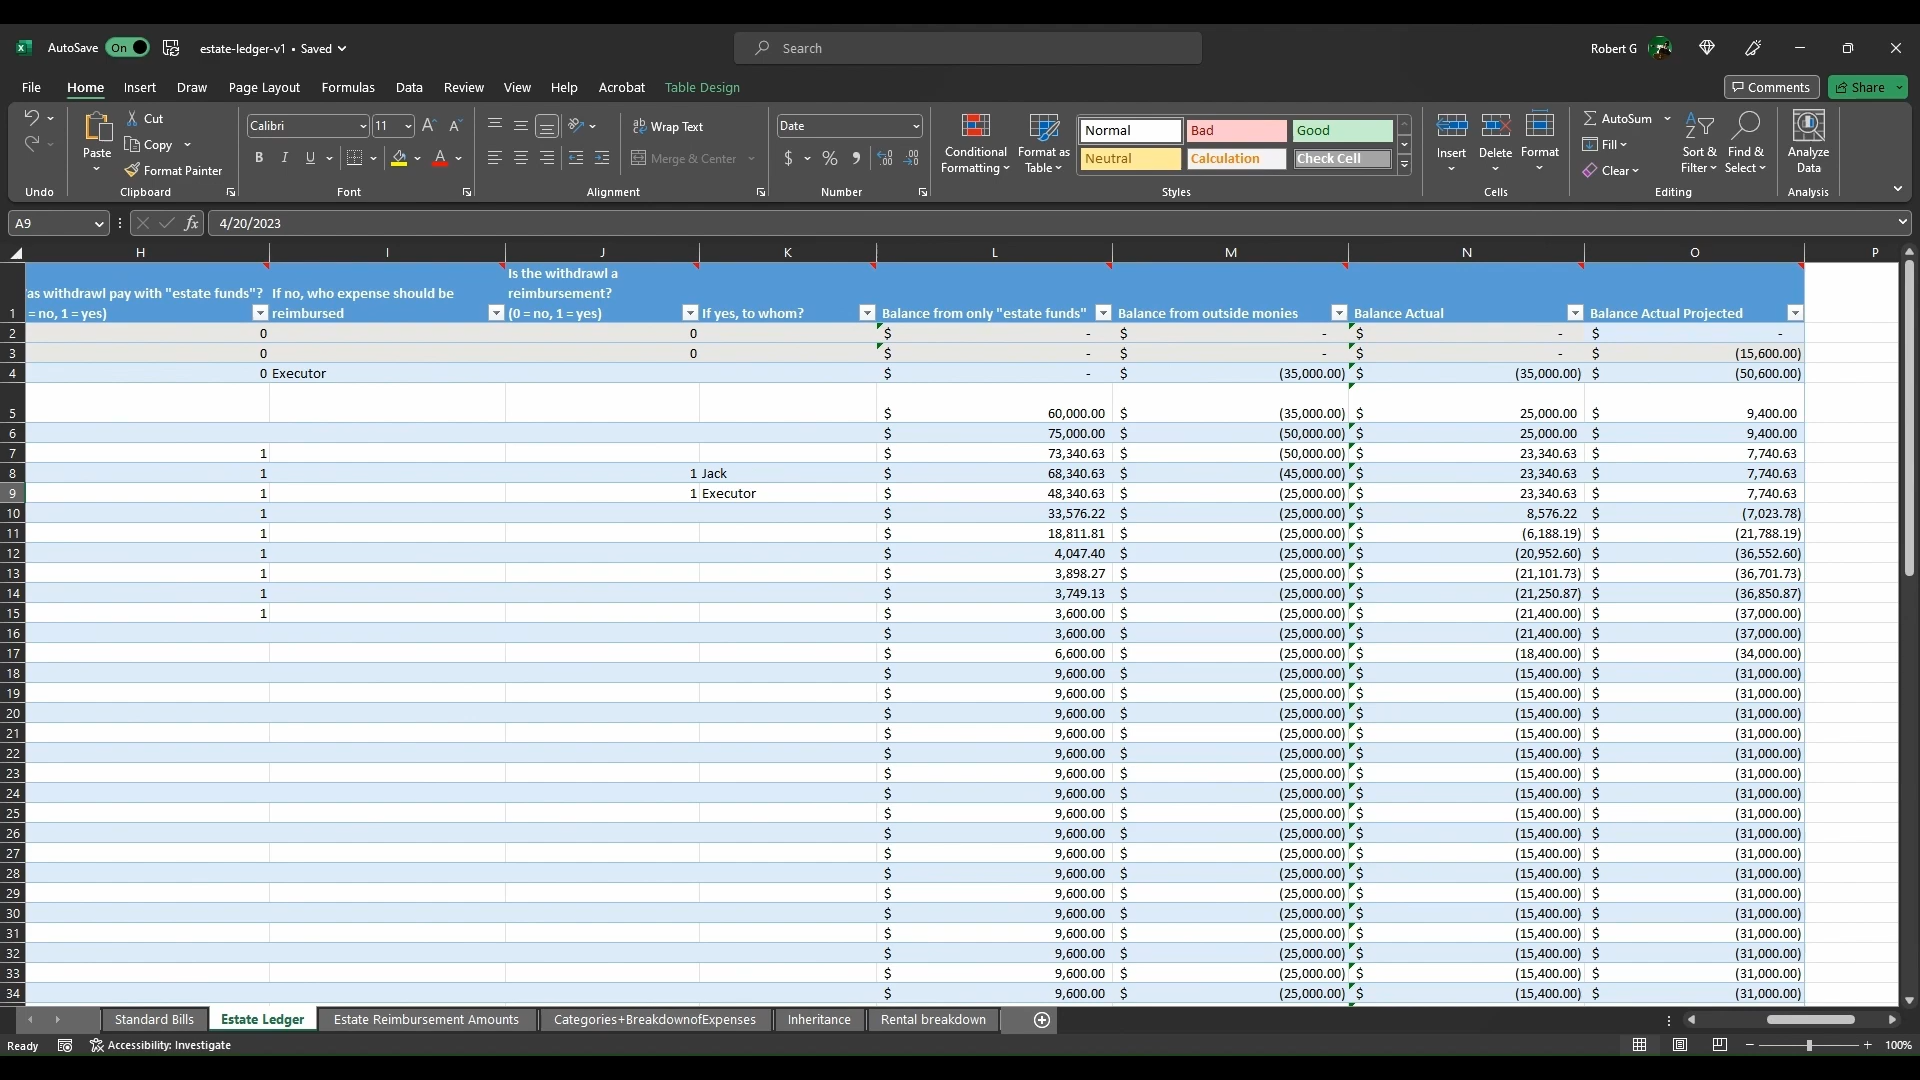 AutoSave On estate-ledger-v1 • Saved Search Robert G
File Home Insert Draw Page Layout Formulas Data Review View Help Acrobat Table Design Comments Share
Cut Calibri 11 Wrap Text Date Normal Bad Good AutoSum
Paste Copy Conditional Formatting Format as Table Insert Delete Format Fill Sort & Filter Find & Select Analyze Data
Format Painter B I U Merge & Center $ % Neutral Calculation Check Cell Clear
Undo Clipboard Font Alignment Number Styles Cells Editing Analysis
A9 fx 4/20/2023
H I J K L M N O P
1 as withdrawl pay with "estate funds"? = no, 1 = yes) If no, who expense should be reimbursed Is the withdrawl a reimbursement? (0 = no, 1 = yes) If yes, to whom? Balance from only "estate funds" Balance from outside monies Balance Actual Balance Actual Projected
2 0 0 $ - $ - $ - $ -
3 0 0 $ - $ - $ - $ (15,600.00)
4 0 Executor $ - $ (35,000.00) $ (35,000.00) $ (50,600.00)
5 $ 60,000.00 $ (35,000.00) $ 25,000.00 $ 9,400.00
6 $ 75,000.00 $ (50,000.00) $ 25,000.00 $ 9,400.00
7 1 $ 73,340.63 $ (50,000.00) $ 23,340.63 $ 7,740.63
8 1 1 Jack $ 68,340.63 $ (45,000.00) $ 23,340.63 $ 7,740.63
9 1 1 Executor $ 48,340.63 $ (25,000.00) $ 23,340.63 $ 7,740.63
10 1 $ 33,576.22 $ (25,000.00) $ 8,576.22 $ (7,023.78)
11 1 $ 18,811.81 $ (25,000.00) $ (6,188.19) $ (21,788.19)
12 1 $ 4,047.40 $ (25,000.00) $ (20,952.60) $ (36,552.60)
13 1 $ 3,898.27 $ (25,000.00) $ (21,101.73) $ (36,701.73)
14 1 $ 3,749.13 $ (25,000.00) $ (21,250.87) $ (36,850.87)
15 1 $ 3,600.00 $ (25,000.00) $ (21,400.00) $ (37,000.00)
16 $ 3,600.00 $ (25,000.00) $ (21,400.00) $ (37,000.00)
17 $ 6,600.00 $ (25,000.00) $ (18,400.00) $ (34,000.00)
18 $ 9,600.00 $ (25,000.00) $ (15,400.00) $ (31,000.00)
19 $ 9,600.00 $ (25,000.00) $ (15,400.00) $ (31,000.00)
20 $ 9,600.00 $ (25,000.00) $ (15,400.00) $ (31,000.00)
21 $ 9,600.00 $ (25,000.00) $ (15,400.00) $ (31,000.00)
22 $ 9,600.00 $ (25,000.00) $ (15,400.00) $ (31,000.00)
23 $ 9,600.00 $ (25,000.00) $ (15,400.00) $ (31,000.00)
24 $ 9,600.00 $ (25,000.00) $ (15,400.00) $ (31,000.00)
25 $ 9,600.00 $ (25,000.00) $ (15,400.00) $ (31,000.00)
26 $ 9,600.00 $ (25,000.00) $ (15,400.00) $ (31,000.00)
27 $ 9,600.00 $ (25,000.00) $ (15,400.00) $ (31,000.00)
28 $ 9,600.00 $ (25,000.00) $ (15,400.00) $ (31,000.00)
29 $ 9,600.00 $ (25,000.00) $ (15,400.00) $ (31,000.00)
30 $ 9,600.00 $ (25,000.00) $ (15,400.00) $ (31,000.00)
31 $ 9,600.00 $ (25,000.00) $ (15,400.00) $ (31,000.00)
32 $ 9,600.00 $ (25,000.00) $ (15,400.00) $ (31,000.00)
33 $ 9,600.00 $ (25,000.00) $ (15,400.00) $ (31,000.00)
34 $ 9,600.00 $ (25,000.00) $ (15,400.00) $ (31,000.00)
Standard Bills Estate Ledger Estate Reimbursement Amounts Categories+BreakdownofExpenses Inheritance Rental breakdown
Ready Accessibility: Investigate 100%